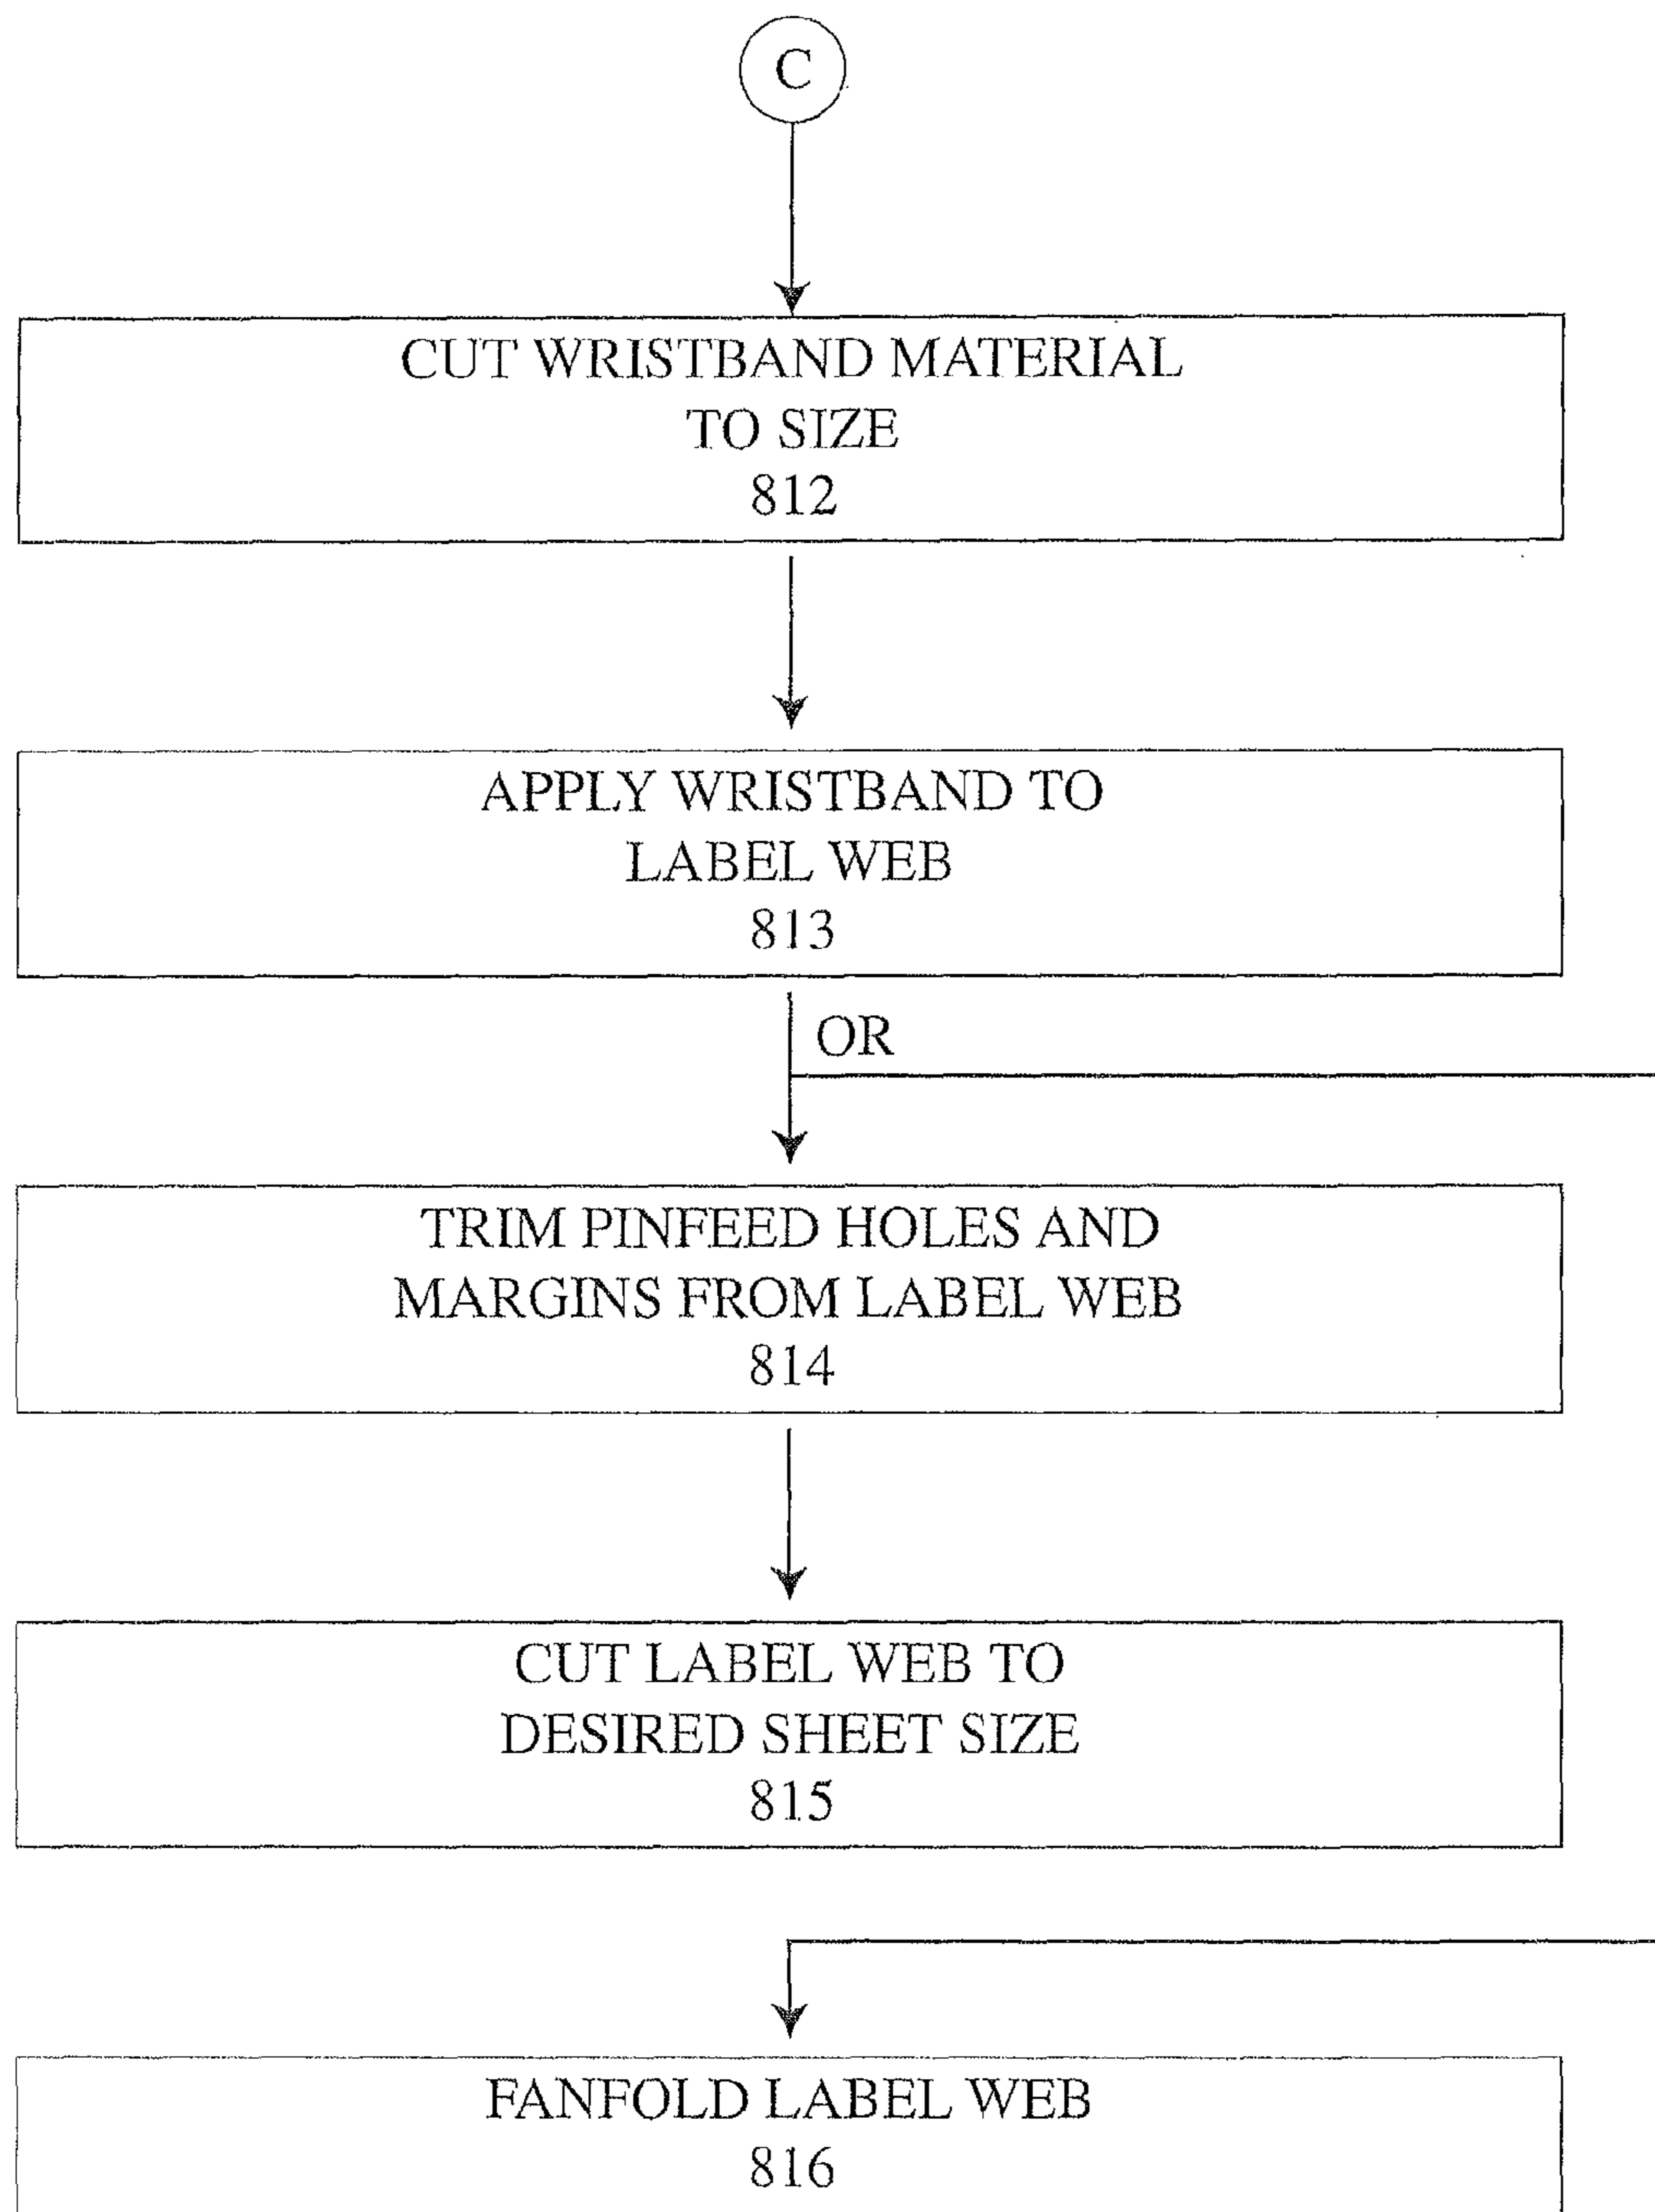 C
CUT WRISTBAND MATERIAL
TO SIZE
812
APPLY WRISTBAND TO
LABEL WEB
813
OR
TRIM PINFEED HOLES AND
MARGINS FROM LABEL WEB
814
CUT LABEL WEB TO
DESIRED SHEET SIZE
815
FANFOLD LABEL WEB
816